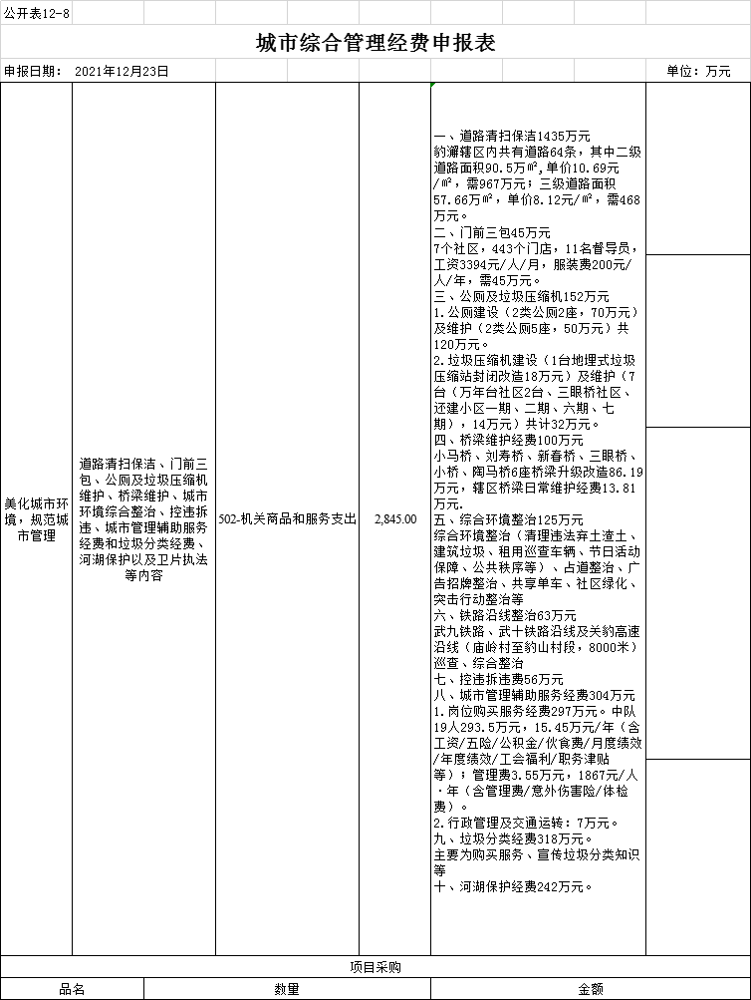 公开表12-8
城市综合管理经费申报表
申报日期： 2021年12月23日
单位：万元
美化城市环
境，规范城
市管理
道路清扫保洁、门前三
包、公厕及垃圾压缩机
维护、桥梁维护、城市
环境综合整治、控违拆
违、城市管理辅助服务
经费和垃圾分类经费、
河湖保护以及卫片执法
等内容
502-机关商品和服务支出
2,845.00
一、道路清扫保洁1435万元
豹澥辖区内共有道路64条，其中二级
道路面积90.5万㎡,单价10.69元
/㎡，需967万元；三级道路面积
57.66万㎡，单价8.12元/㎡，需468
万元。
二、门前三包45万元
7个社区，443个门店，11名督导员，
工资3394元/人/月，服装费200元/
人/年，需45万元。
三、公厕及垃圾压缩机152万元
1.公厕建设（2类公厕2座，70万元）
及维护（2类公厕5座，50万元）共
120万元。
2.垃圾压缩机建设（1台地埋式垃圾
压缩站封闭改造18万元）及维护（7
台（万年台社区2台、三眼桥社区、
还建小区一期、二期、六期、七
期），14万元）共计32万元。
四、桥梁维护经费100万元
小马桥、刘寿桥、新春桥、三眼桥、
小桥、陶马桥6座桥梁升级改造86.19
万元，辖区桥梁日常维护经费13.81
万元.
五、综合环境整治125万元
综合环境整治（清理违法弃土渣土、
建筑垃圾、租用巡查车辆、节日活动
保障、公共秩序等）、占道整治、广
告招牌整治、共享单车、社区绿化、
突击行动整治等
六、铁路沿线整治63万元
武九铁路、武十铁路沿线及关豹高速
沿线（庙岭村至豹山村段，8000米）
巡查、综合整治
七、控违拆违费56万元
八、城市管理辅助服务经费304万元
1.岗位购买服务经费297万元。中队
19人293.5万元，15.45万元/年（含
工资/五险/公积金/伙食费/月度绩效
/年度绩效/工会福利/职务津贴
等）；管理费3.55万元，1867元/人
·年（含管理费/意外伤害险/体检
费）。
2.行政管理及交通运转：7万元。
九、垃圾分类经费318万元。
主要为购买服务、宣传垃圾分类知识
等
十、河湖保护经费242万元。
项目采购
品名
数量
金额